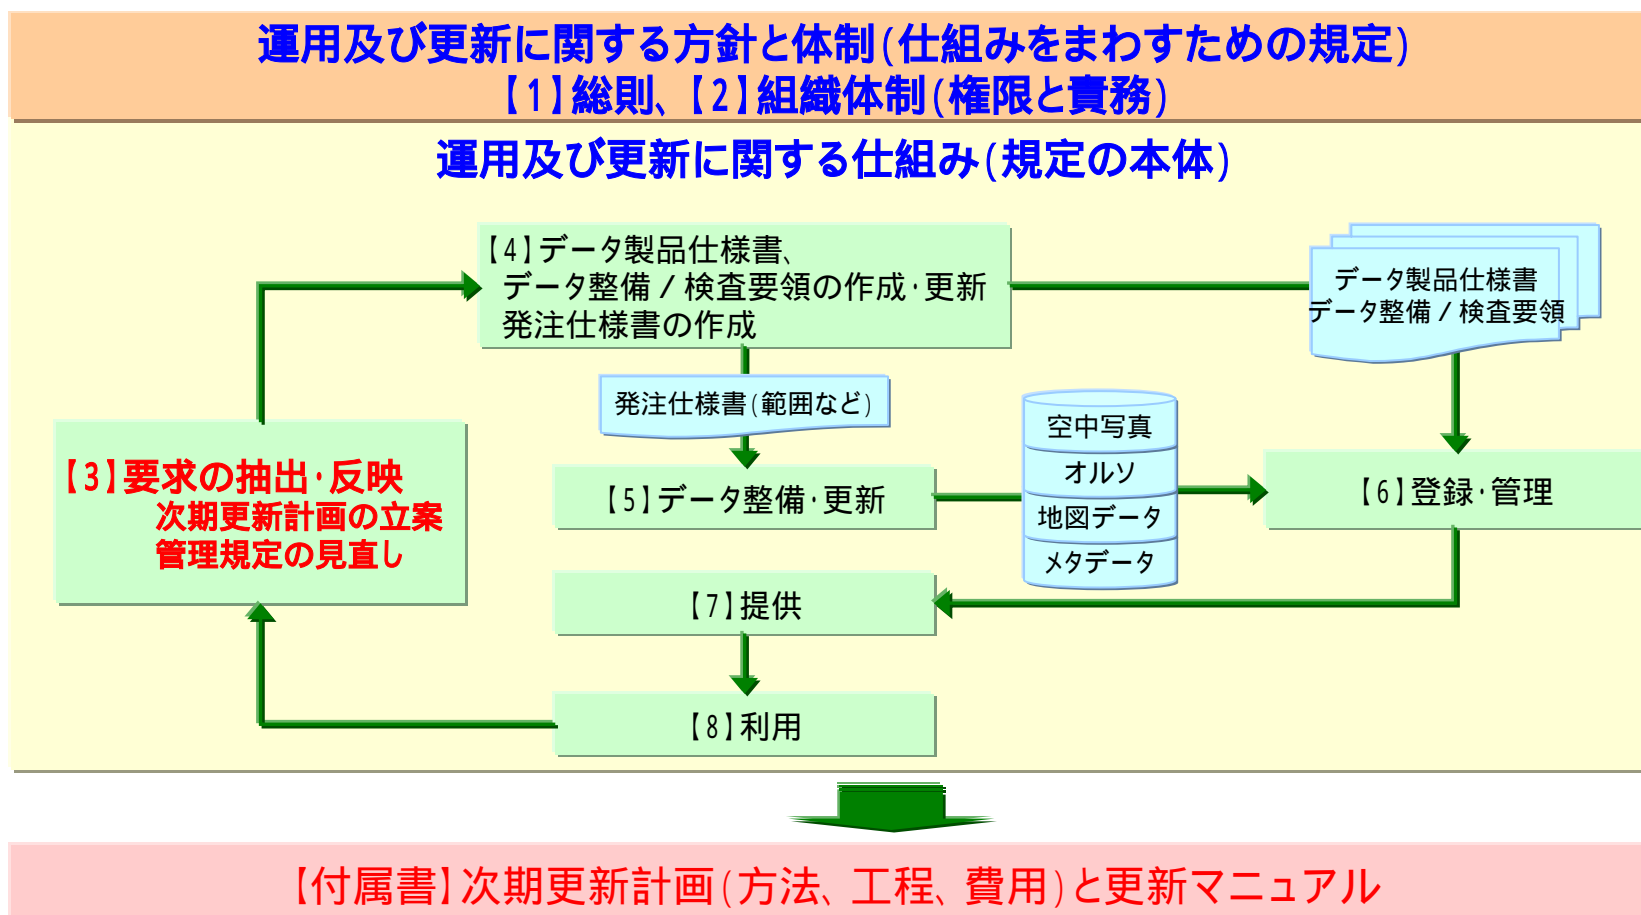 運用及び更新に関する方針と体制(仕組みをまわすための規定)
【1】総則、【2】組織体制(権限と責務)
運用及び更新に関する仕組み(規定の本体)
【4】データ製品仕様書、
データ整備/検査要領の作成・更新
発注仕様書の作成
データ製品仕様書
データ整備/検査要領
発注仕様書(範囲など)
空中写真
オルソ
地図データ
メタデータ
【3】要求の抽出・反映
次期更新計画の立案
管理規定の見直し
【5】データ整備・更新
【6】登録・管理
【7】提供
【8】利用
【付属書】次期更新計画(方法、工程、費用)と更新マニュアル